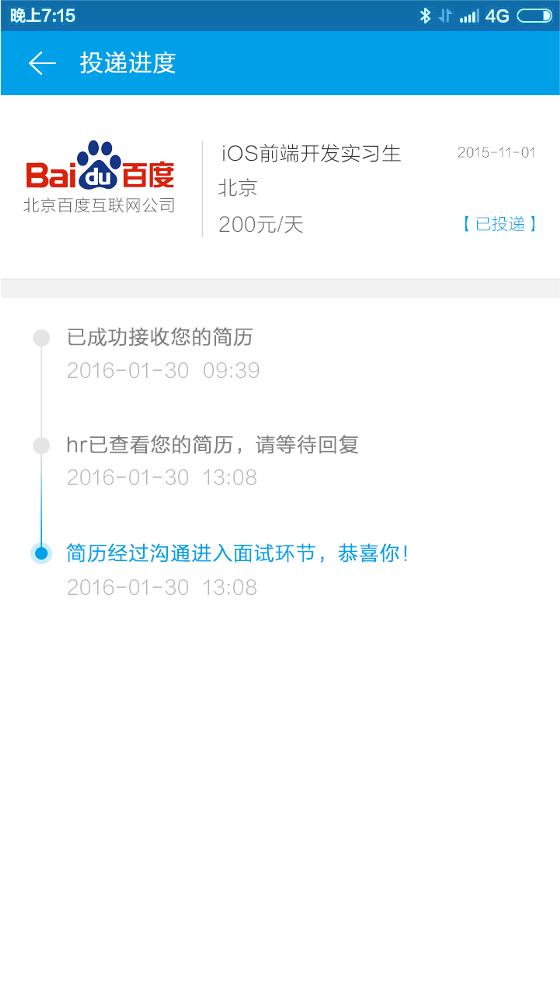 晚上7:15 4G
投递进度
Bai du 百度
北京百度互联网公司
iOS前端开发实习生 2015-11-01
北京
200元/天 【已投递】
已成功接收您的简历
2016-01-30 09:39
hr已查看您的简历，请等待回复
2016-01-30 13:08
简历经过沟通进入面试环节，恭喜你！
2016-01-30 13:08